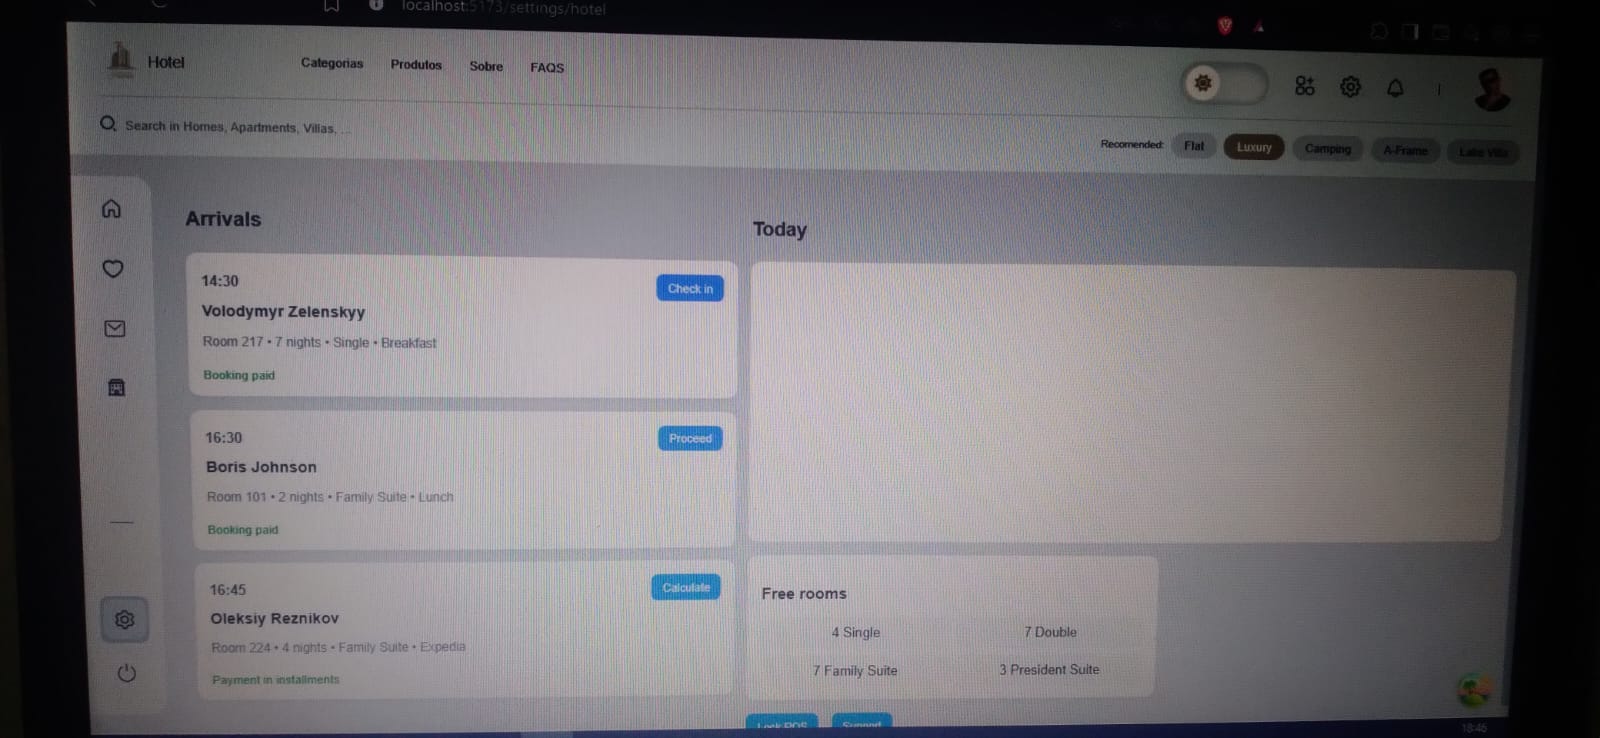 localhost:5173/settings/hotel
Hotel
Categorias
Produtos
Sobre
FAQS
Search in Homes, Apartments, Villas, ...
Recomended:
Flat
Luxury
Camping
A-Frame
Lake Villa
Arrivals
14:30
Check in
Volodymyr Zelenskyy
Room 217 • 7 nights • Single • Breakfast
Booking paid
16:30
Proceed
Boris Johnson
Room 101 • 2 nights • Family Suite • Lunch
Booking paid
16:45
Calculate
Oleksiy Reznikov
Room 224 • 4 nights • Family Suite • Expedia
Payment in installments
Today
Free rooms
4 Single
7 Double
7 Family Suite
3 President Suite
Lock POS
18:46